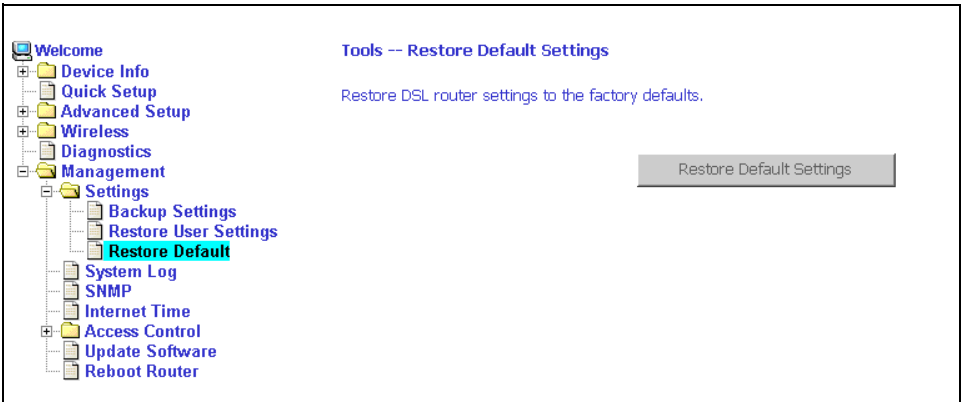 Welcome
Device Info
Quick Setup
Advanced Setup
Wireless
Diagnostics
Management
Settings
Backup Settings
Restore User Settings
Restore Default
System Log
SNMP
Internet Time
Access Control
Update Software
Reboot Router
Tools -- Restore Default Settings
Restore DSL router settings to the factory defaults.
Restore Default Settings